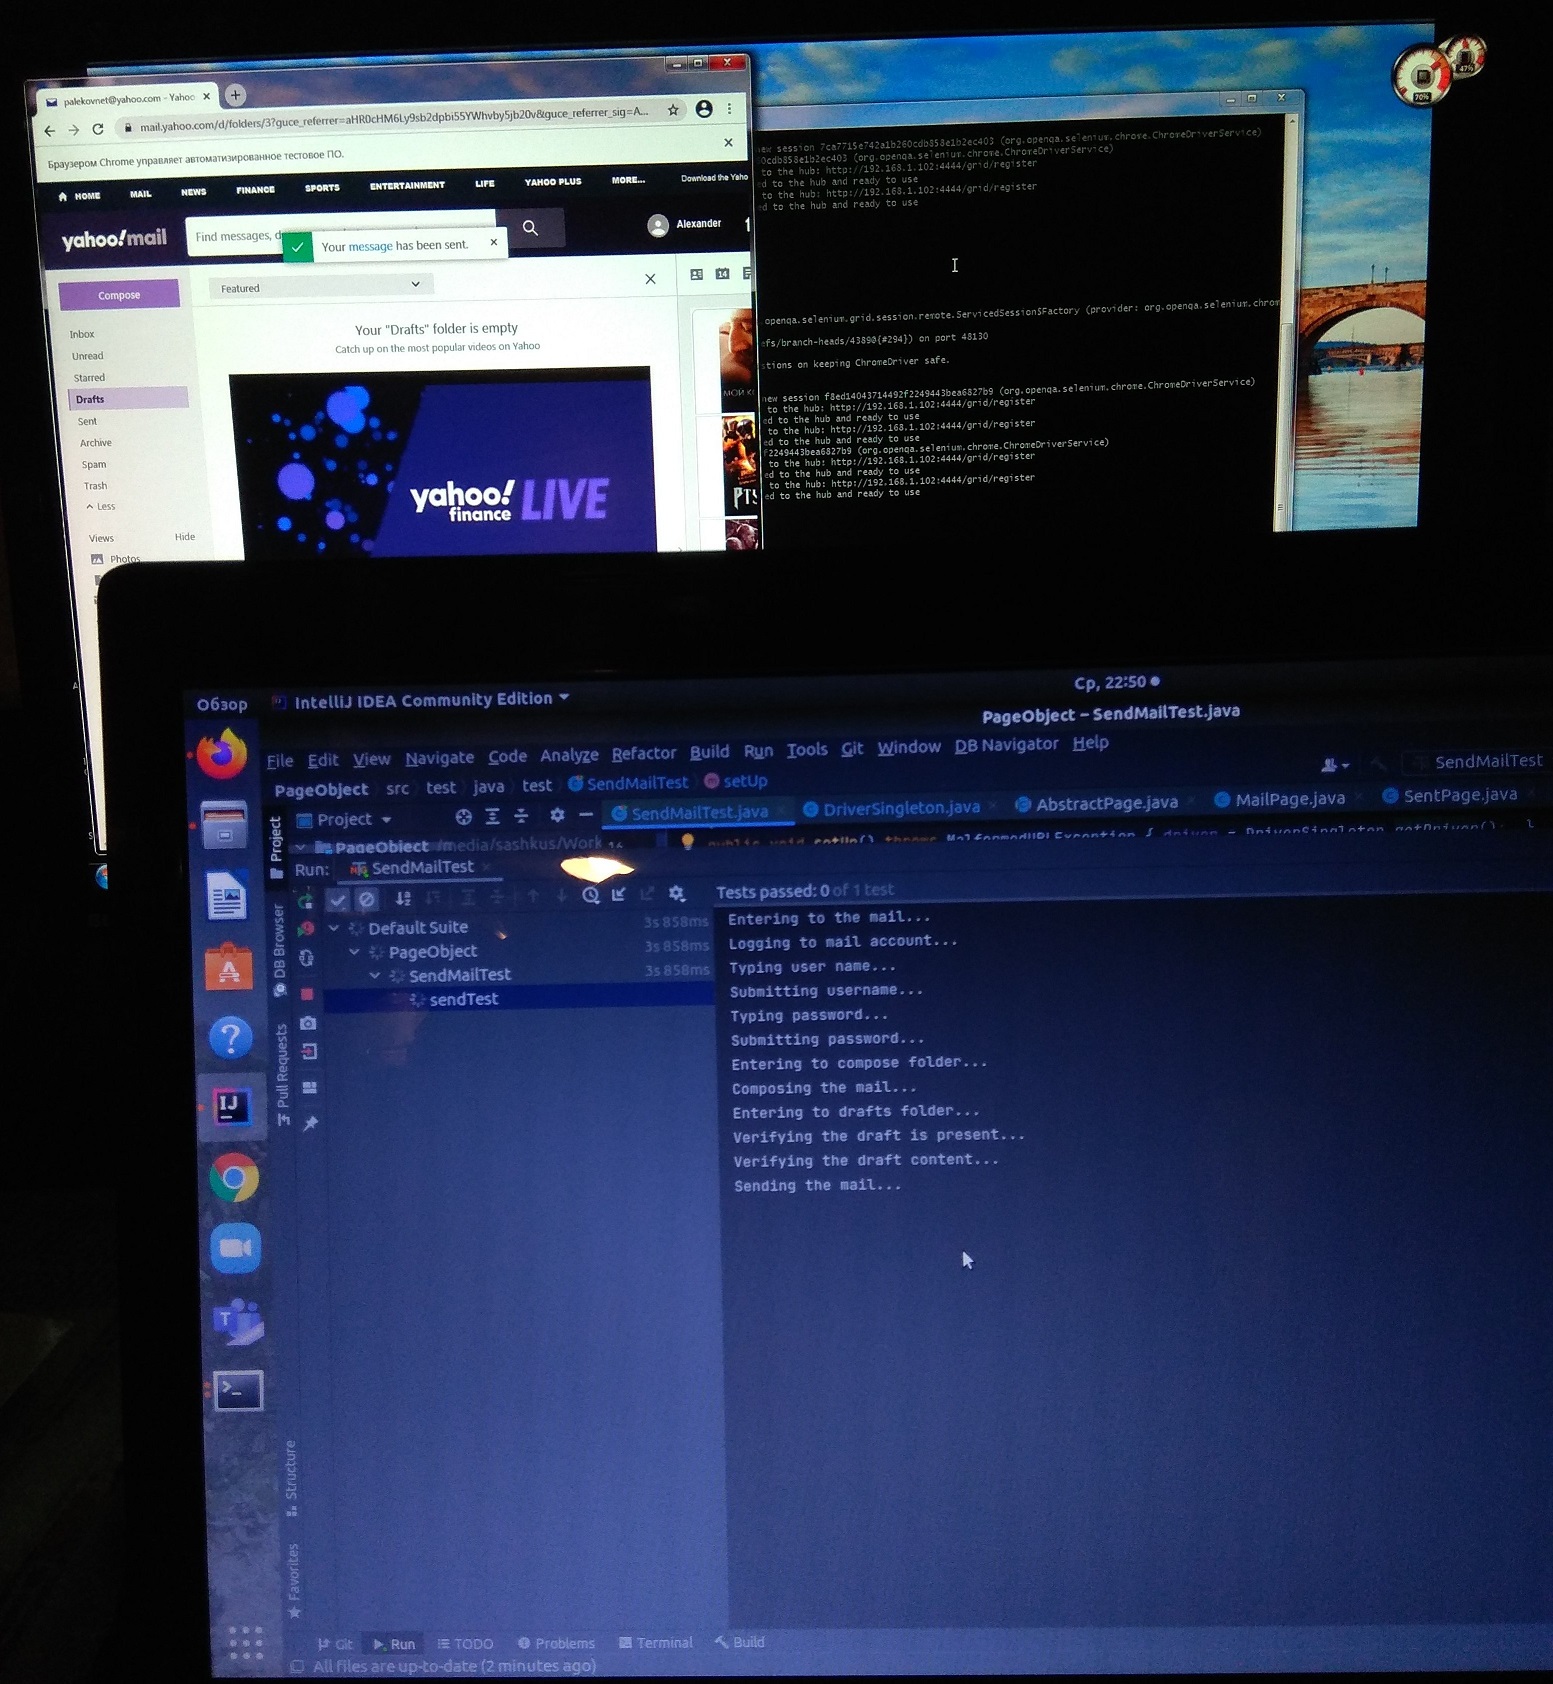 palekovnet@yahoo.com - Yahoo
mail.yahoo.com/d/folders/3?guce_referrer=aHR0cHM6Ly9sb2dpbi55YWhvby5jb20v&guce_referrer_sig=A...
Браузером Chrome управляет автоматизированное тестовое ПО.
HOME MAIL NEWS FINANCE SPORTS ENTERTAINMENT LIFE YAHOO PLUS MORE... Download the Yaho
yahoo!mail
Find messages, d
Alexander
Your message has been sent.
Compose
Featured
14
Inbox
Unread
Starred
Drafts
Sent
Archive
Spam
Trash
Less
Views Hide
Photos
Your "Drafts" folder is empty
Catch up on the most popular videos on Yahoo
yahoo!
finance LIVE
new session 7ca7715e742a1b260cdb858e1b2ec403 (org.openqa.selenium.chrome.ChromeDriverService)
60cdb858e1b2ec403 (org.openqa.selenium.chrome.ChromeDriverService)
to the hub: http://192.168.1.102:4444/grid/register
ed to the hub and ready to use
to the hub: http://192.168.1.102:4444/grid/register
ed to the hub and ready to use
openqa.selenium.grid.session.remote.ServicedSession$Factory (provider: org.openqa.selenium.chrom
efs/branch-heads/4389@{#294}) on port 48130
stions on keeping ChromeDriver safe.
new session f8ed14043714492f2249443bea6827b9 (org.openqa.selenium.chrome.ChromeDriverService)
to the hub: http://192.168.1.102:4444/grid/register
ed to the hub and ready to use
to the hub: http://192.168.1.102:4444/grid/register
ed to the hub and ready to use
f2249443bea6827b9 (org.openqa.selenium.chrome.ChromeDriverService)
to the hub: http://192.168.1.102:4444/grid/register
ed to the hub and ready to use
to the hub: http://192.168.1.102:4444/grid/register
ed to the hub and ready to use
70%
47%
Обзор IntelliJ IDEA Community Edition Ср, 22:50
PageObject – SendMailTest.java
File Edit View Navigate Code Analyze Refactor Build Run Tools Git Window DB Navigator Help
PageObject src test java test SendMailTest setUp SendMailTest
Project SendMailTest.java DriverSingleton.java AbstractPage.java MailPage.java SentPage.java
PageObject /media/sashkus/Work 16 public void setUp() throws MalformedURLException { driver = DriverSingleton.getDriver(); }
Run: SendMailTest
Tests passed: 0 of 1 test
Default Suite 3s 858ms
PageObject 3s 858ms
SendMailTest 3s 858ms
sendTest
Entering to the mail...
Logging to mail account...
Typing user name...
Submitting username...
Typing password...
Submitting password...
Entering to compose folder...
Composing the mail...
Entering to drafts folder...
Verifying the draft is present...
Verifying the draft content...
Sending the mail...
Project
DB Browser
Pull Requests
Structure
Favorites
Git Run TODO Problems Terminal Build
All files are up-to-date (2 minutes ago)